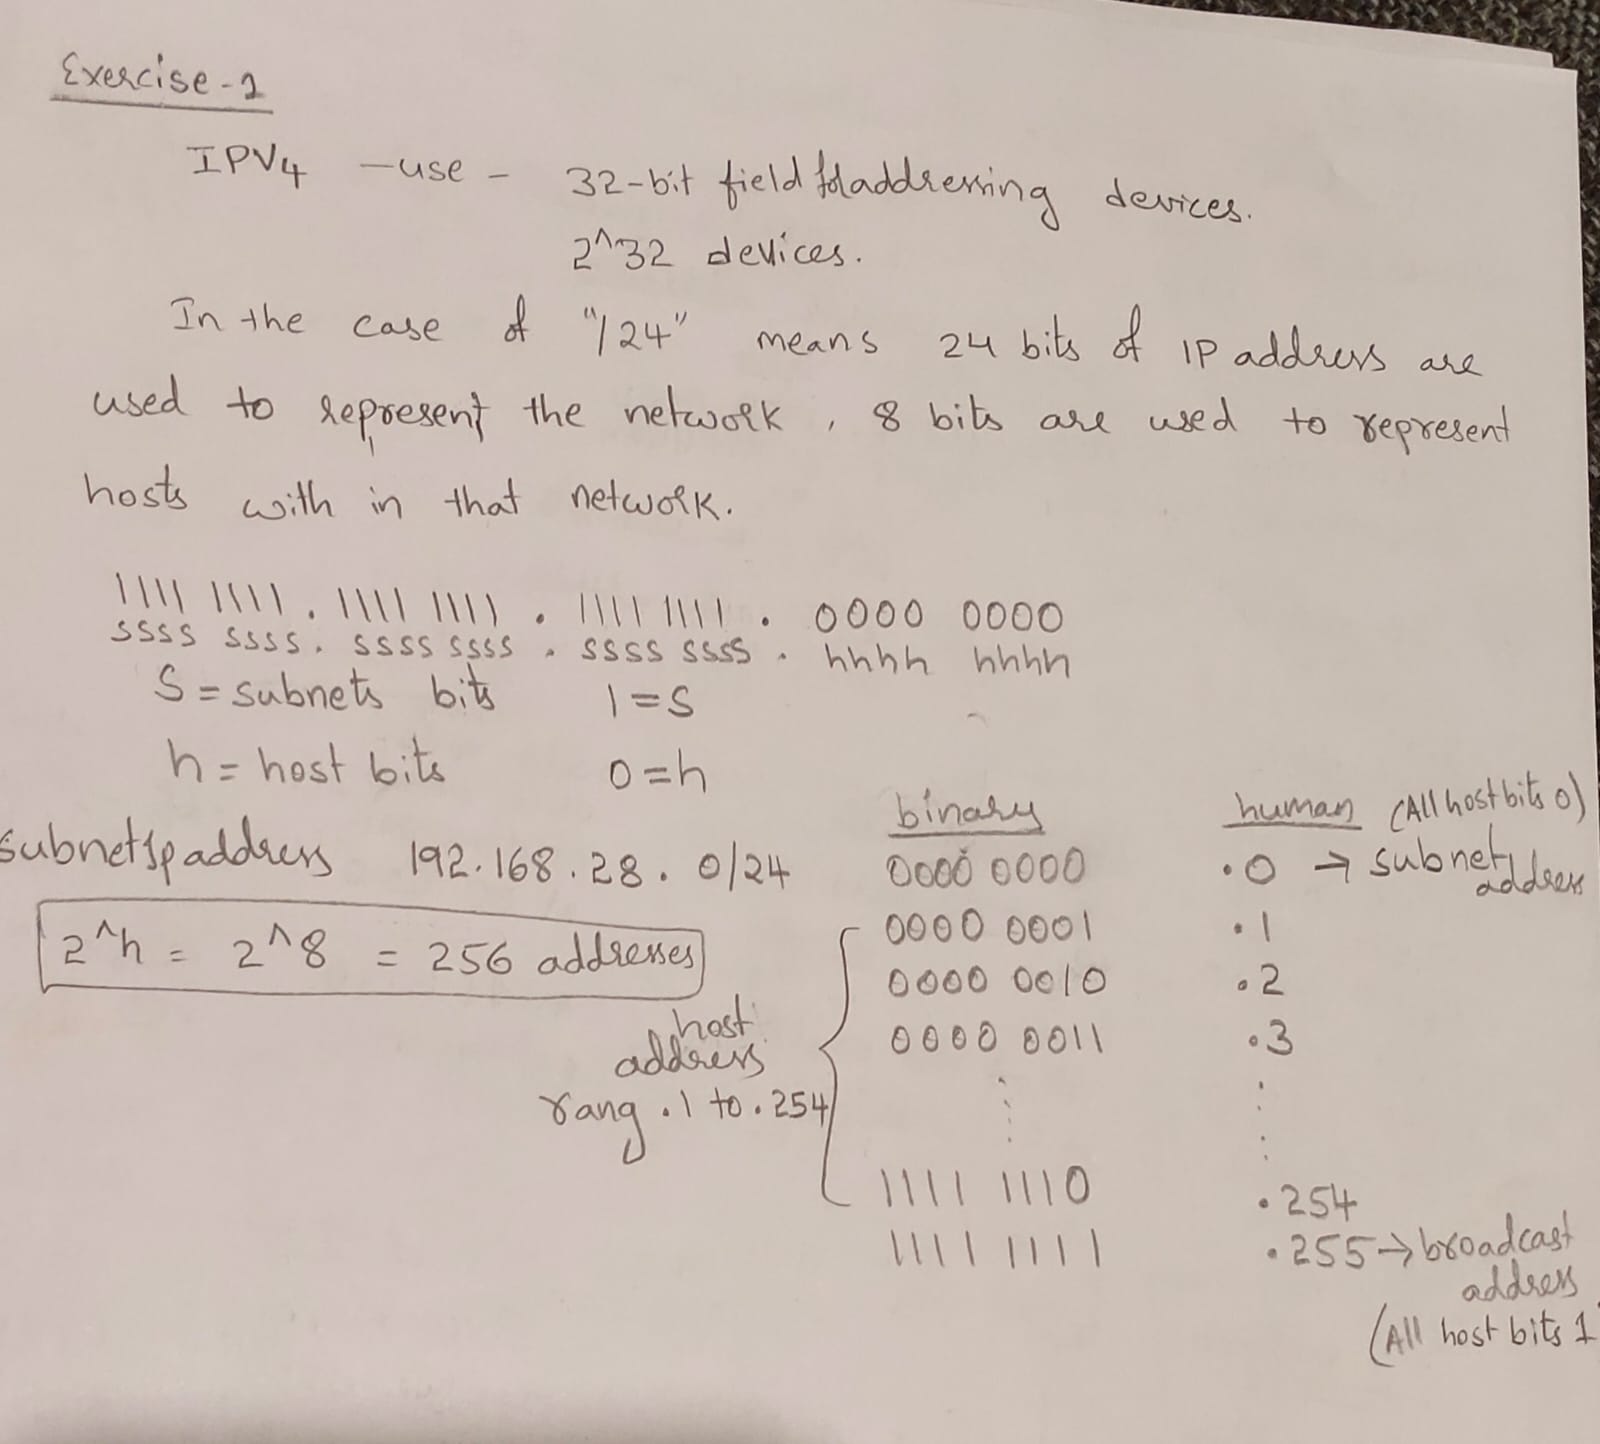 Exercise-1
IPV4 -use- 32-bit field for addressing devices.
2^32 devices.
In the case of "/24" means 24 bits of IP address are
used to represent the network, 8 bits are used to represent
hosts with in that network.
1111 1111 . 1111 1111 . 1111 1111 . 0000 0000
ssss ssss . ssss ssss . ssss ssss . hhhh hhhh
S = subnets bits 1 = S
h = host bits 0 = h
subnet Ip address 192.168.28.0/24
2^h = 2^8 = 256 addresses
host
address
rang .1 to .254
binary human (All host bits 0)
0000 0000 .0 → subnet address
0000 0001 .1
0000 0010 .2
0000 0011 .3
1111 1110 .254
1111 1111 .255 → broadcast
address
(All host bits 1